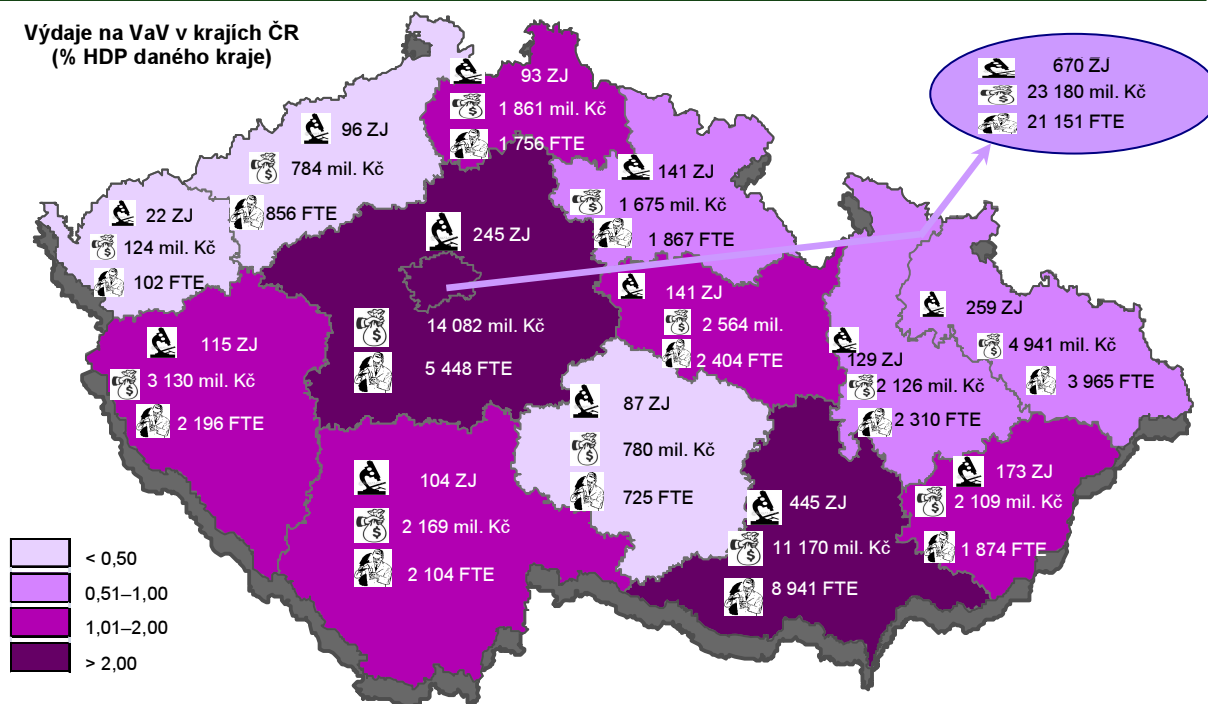 Výdaje na VaV v krajích ČR
(% HDP daného kraje)
670 ZJ
23 180 mil. Kč
21 151 FTE
93 ZJ
1 861 mil. Kč
1 756 FTE
96 ZJ
784 mil. Kč
856 FTE
141 ZJ
1 675 mil. Kč
1 867 FTE
22 ZJ
124 mil. Kč
102 FTE
245 ZJ
14 082 mil. Kč
5 448 FTE
141 ZJ
2 564 mil.
2 404 FTE
259 ZJ
4 941 mil. Kč
3 965 FTE
115 ZJ
3 130 mil. Kč
2 196 FTE
129 ZJ
2 126 mil. Kč
2 310 FTE
87 ZJ
780 mil. Kč
725 FTE
104 ZJ
2 169 mil. Kč
2 104 FTE
445 ZJ
11 170 mil. Kč
8 941 FTE
173 ZJ
2 109 mil. Kč
1 874 FTE
< 0,50
0,51–1,00
1,01–2,00
> 2,00